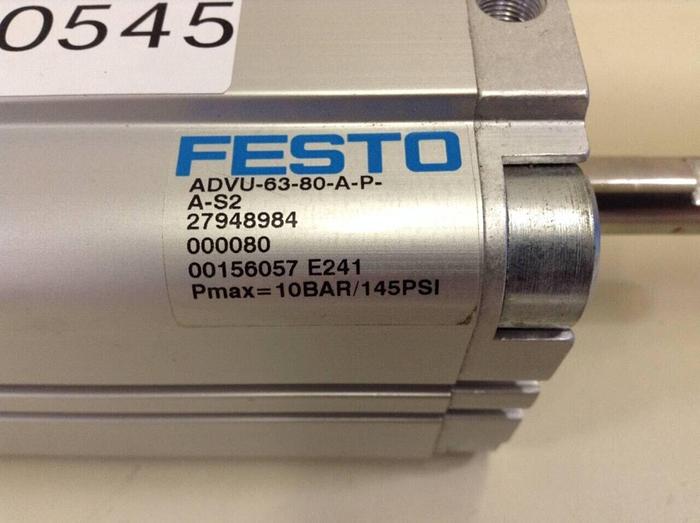 0545
FESTO
ADVU-63-80-A-P-
A-S2
27948984
000080
00156057 E241
Pmax=10BAR/145PSI